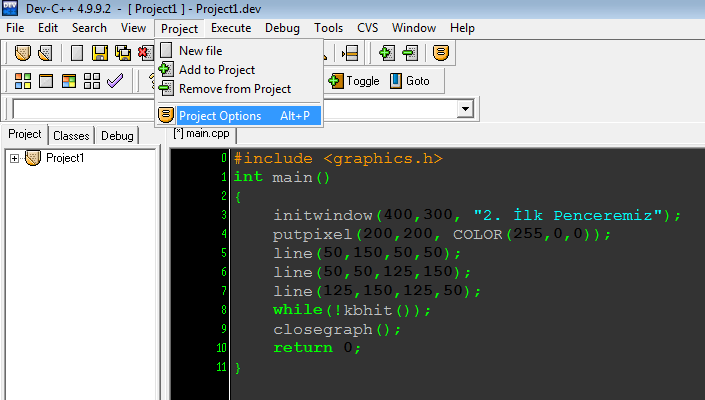 Dev-C++ 4.9.9.2 - [ Project1 ] - Project1.dev
File Edit Search View Project Execute Debug Tools CVS Window Help
New file
Add to Project
Remove from Project
Project Options Alt+P
Toggle Goto
Project Classes Debug
[*] main.cpp
Project1
0 #include <graphics.h>
1 int main()
2 {
3 initwindow(400,300, "2. İlk Penceremiz");
4 putpixel(200,200, COLOR(255,0,0));
5 line(50,150,50,50);
6 line(50,50,125,150);
7 line(125,150,125,50);
8 while(!kbhit());
9 closegraph();
10 return 0;
11 }